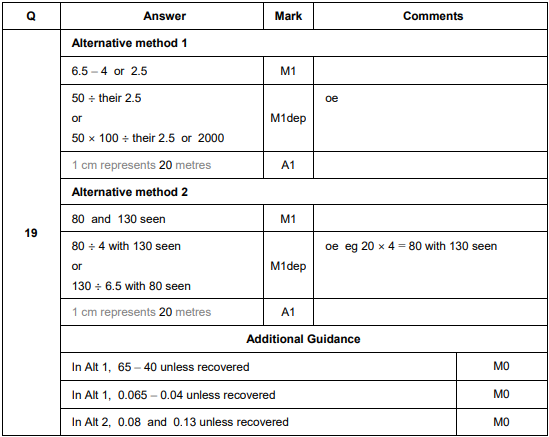 Q Answer Mark Comments
19
Alternative method 1
6.5 – 4 or 2.5 M1
50 ÷ their 2.5
or
50 × 100 ÷ their 2.5 or 2000
M1dep
oe
1 cm represents 20 metres A1
Alternative method 2
80 and 130 seen M1
80 ÷ 4 with 130 seen
or
130 ÷ 6.5 with 80 seen
M1dep
oe eg 20 × 4 = 80 with 130 seen
1 cm represents 20 metres A1
Additional Guidance
In Alt 1, 65 – 40 unless recovered M0
In Alt 1, 0.065 – 0.04 unless recovered M0
In Alt 2, 0.08 and 0.13 unless recovered M0